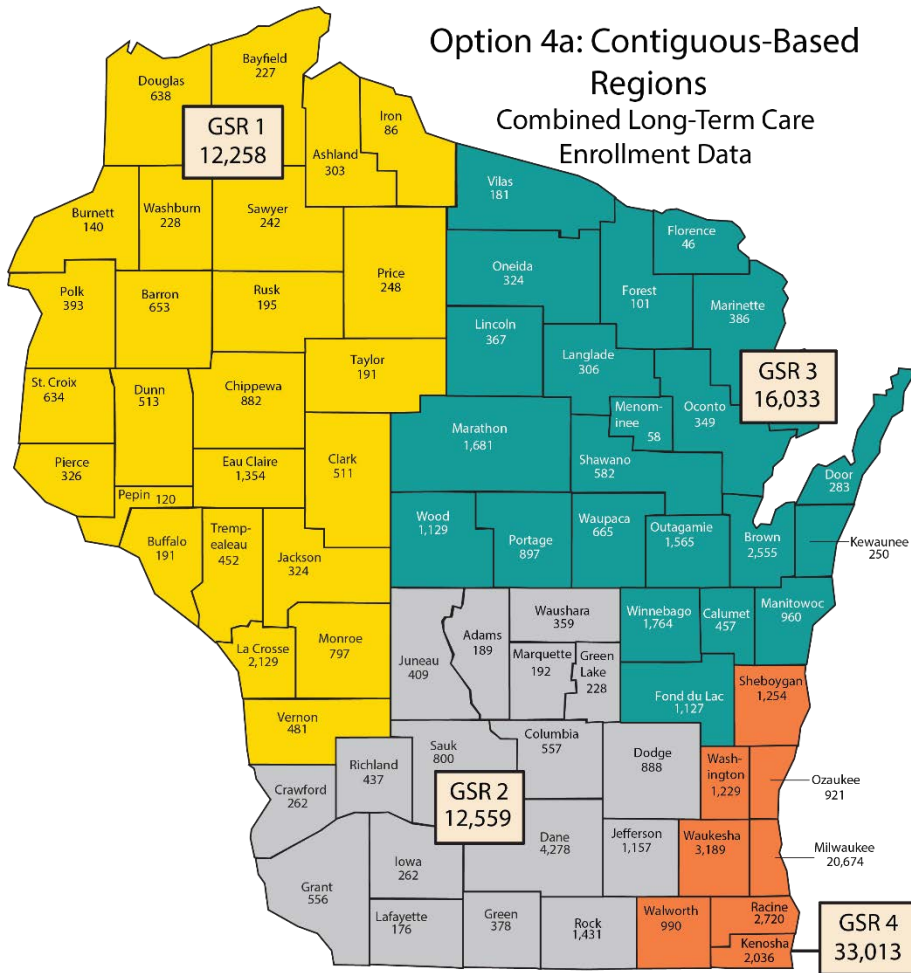 Option 4a: Contiguous-Based
Regions
Combined Long-Term Care
Enrollment Data
Bayfield
227
Douglas
638
GSR 1
12,258
Iron
86
Ashland
303
Vilas
181
Burnett
140
Washburn
228
Sawyer
242
Florence
46
Oneida
324
Price
248
Forest
101
Polk
393
Barron
653
Rusk
195
Marinette
386
Lincoln
367
Langlade
306
Taylor
191
GSR 3
16,033
St. Croix
634
Dunn
513
Chippewa
882
Menom-
inee
58
Oconto
349
Marathon
1,681
Clark
511
Shawano
582
Pierce
326
Eau Claire
1,354
Door
283
Pepin 120
Wood
1,129
Portage
897
Waupaca
665
Outagamie
1,565
Brown
2,555
Kewaunee
250
Buffalo
191
Tremp-
ealeau
452
Jackson
324
Waushara
359
Winnebago
1,764
Calumet
457
Manitowoc
960
Adams
189
La Crosse
2,129
Monroe
797
Juneau
409
Marquette
192
Green
Lake
228
Sheboygan
1,254
Fond du Lac
1,127
Vernon
481
Columbia
557
Sauk
800
Dodge
888
Richland
437
Wash-
ington
1,229
Ozaukee
921
Crawford
262
GSR 2
12,559
Dane
4,278
Jefferson
1,157
Waukesha
3,189
Milwaukee
20,674
Iowa
262
Grant
556
Lafayette
176
Green
378
Rock
1,431
Walworth
990
Racine
2,720
Kenosha
2,036
GSR 4
33,013